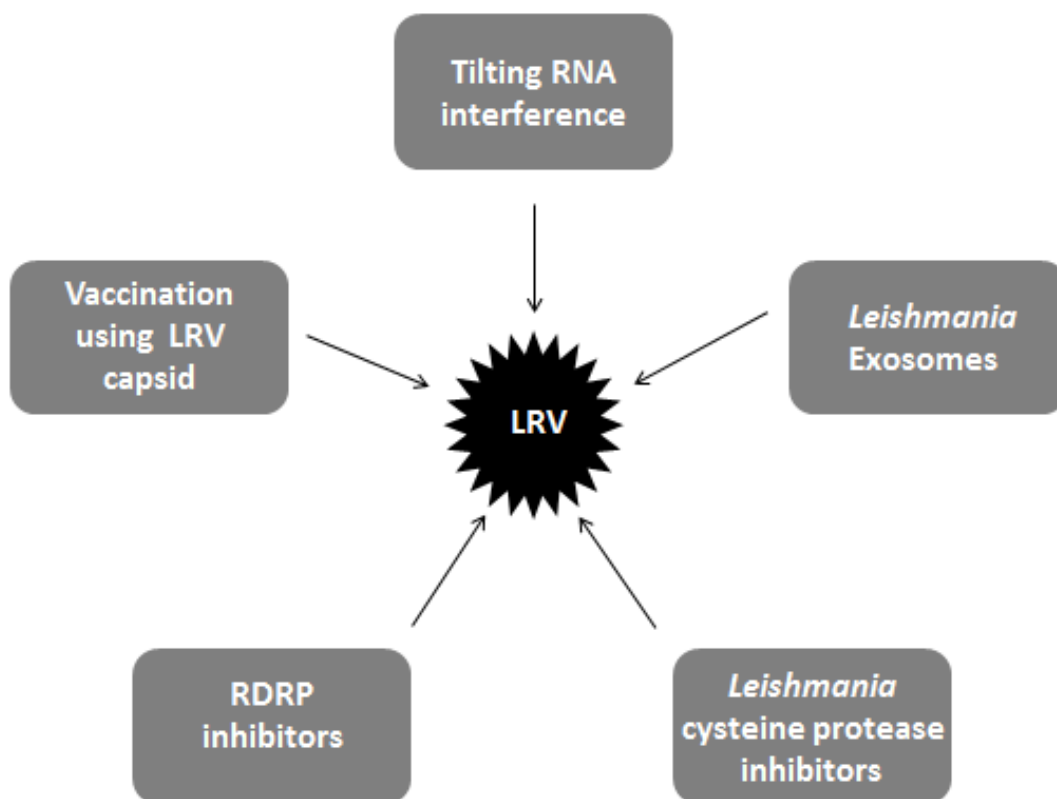 Tilting RNA
interference
Vaccination
using LRV
capsid
Leishmania
Exosomes
LRV
RDRP
inhibitors
Leishmania
cysteine protease
inhibitors